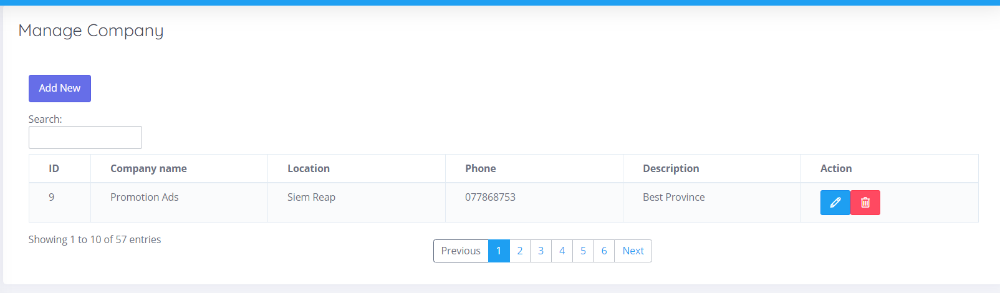 Manage Company
Add New
Search:
ID Company name Location Phone Description Action
9 Promotion Ads Siem Reap 077868753 Best Province
Showing 1 to 10 of 57 entries
Previous 1 2 3 4 5 6 Next